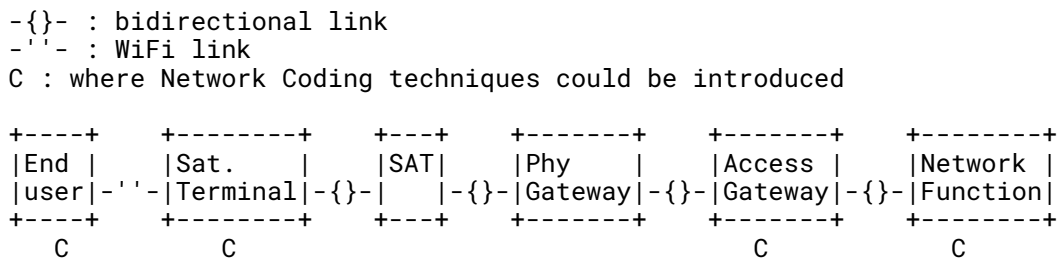 -{}- : bidirectional link
-''- : WiFi link
C : where Network Coding techniques could be introduced

+----+    +--------+    +---+    +-------+    +-------+    +--------+
|End |    |Sat.    |    |SAT|    |Phy    |    |Access |    |Network |
|user|-''-|Terminal|-{}-|   |-{}-|Gateway|-{}-|Gateway|-{}-|Function|
+----+    +--------+    +---+    +-------+    +-------+    +--------+
   C          C                                  C            C